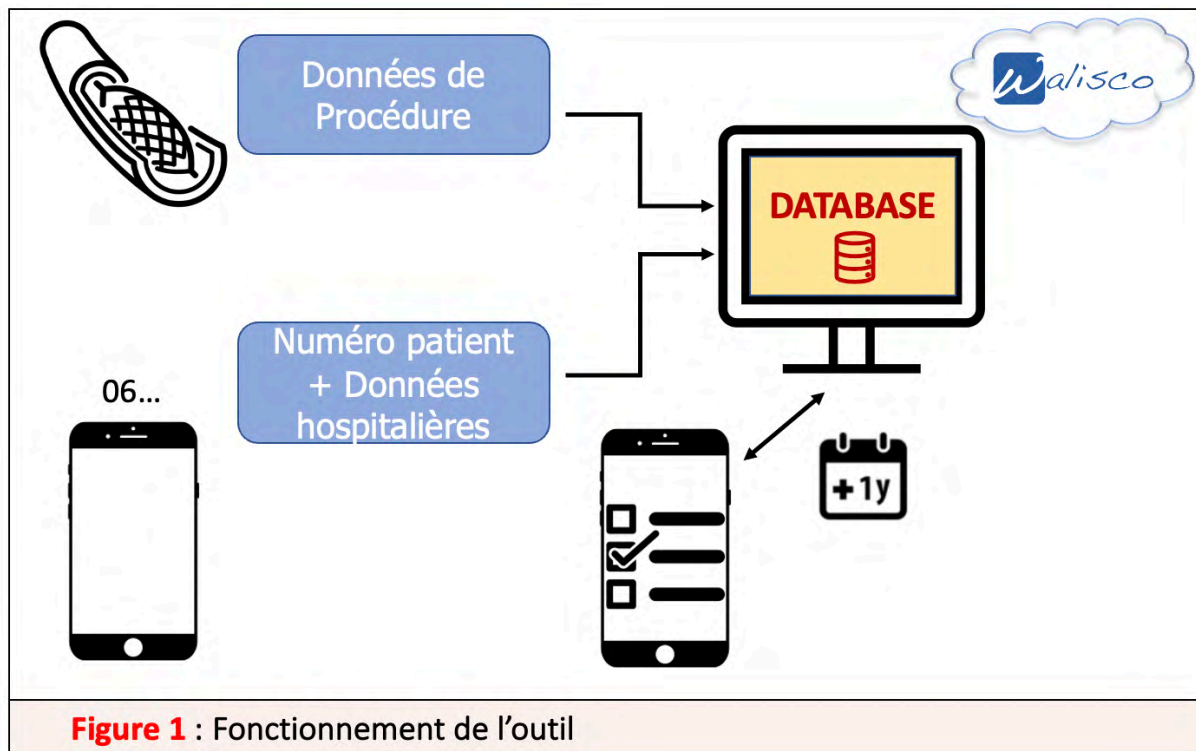 Données de
Procédure
Walisco
DATABASE
Numéro patient
+ Données
hospitalières
06...
+1y
Figure 1 : Fonctionnement de l'outil